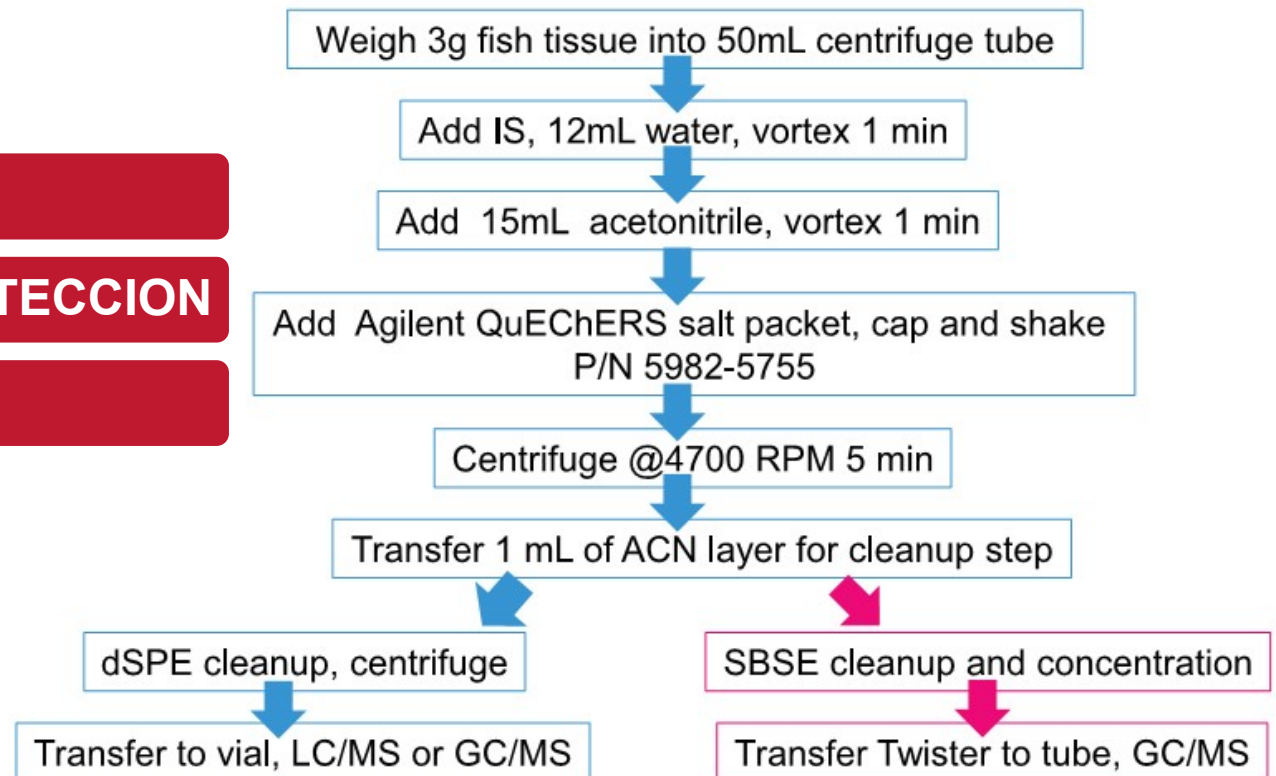 Weigh 3g fish tissue into 50mL centrifuge tube
Add IS, 12mL water, vortex 1 min
Add 15mL acetonitrile, vortex 1 min
TECCION
Add Agilent QuEChERS salt packet, cap and shake
P/N 5982-5755
Centrifuge @4700 RPM 5 min
Transfer 1 mL of ACN layer for cleanup step
dSPE cleanup, centrifuge
SBSE cleanup and concentration
Transfer to vial, LC/MS or GC/MS
Transfer Twister to tube, GC/MS